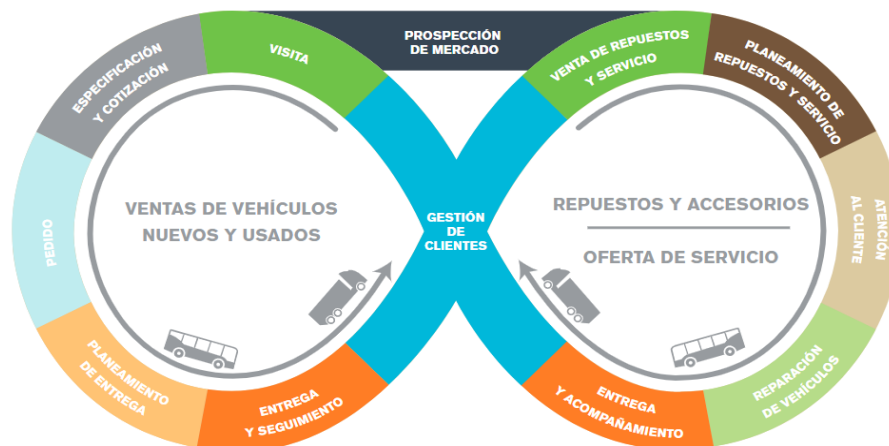 PROSPECCIÓN
DE MERCADO
VISITA
ESPECIFICACIÓN
Y COTIZACIÓN
PEDIDO
PLANEAMIENTO
DE ENTREGA
ENTREGA
Y SEGUIMIENTO
VENTAS DE VEHÍCULOS
NUEVOS Y USADOS
GESTIÓN
DE
CLIENTES
VENTA DE REPUESTOS
Y SERVICIO
PLANEAMIENTO DE
REPUESTOS Y SERVICIO
ATENCIÓN
AL CLIENTE
REPARACIÓN
DE VEHÍCULOS
ENTREGA
Y ACOMPAÑAMIENTO
REPUESTOS Y ACCESORIOS
OFERTA DE SERVICIO